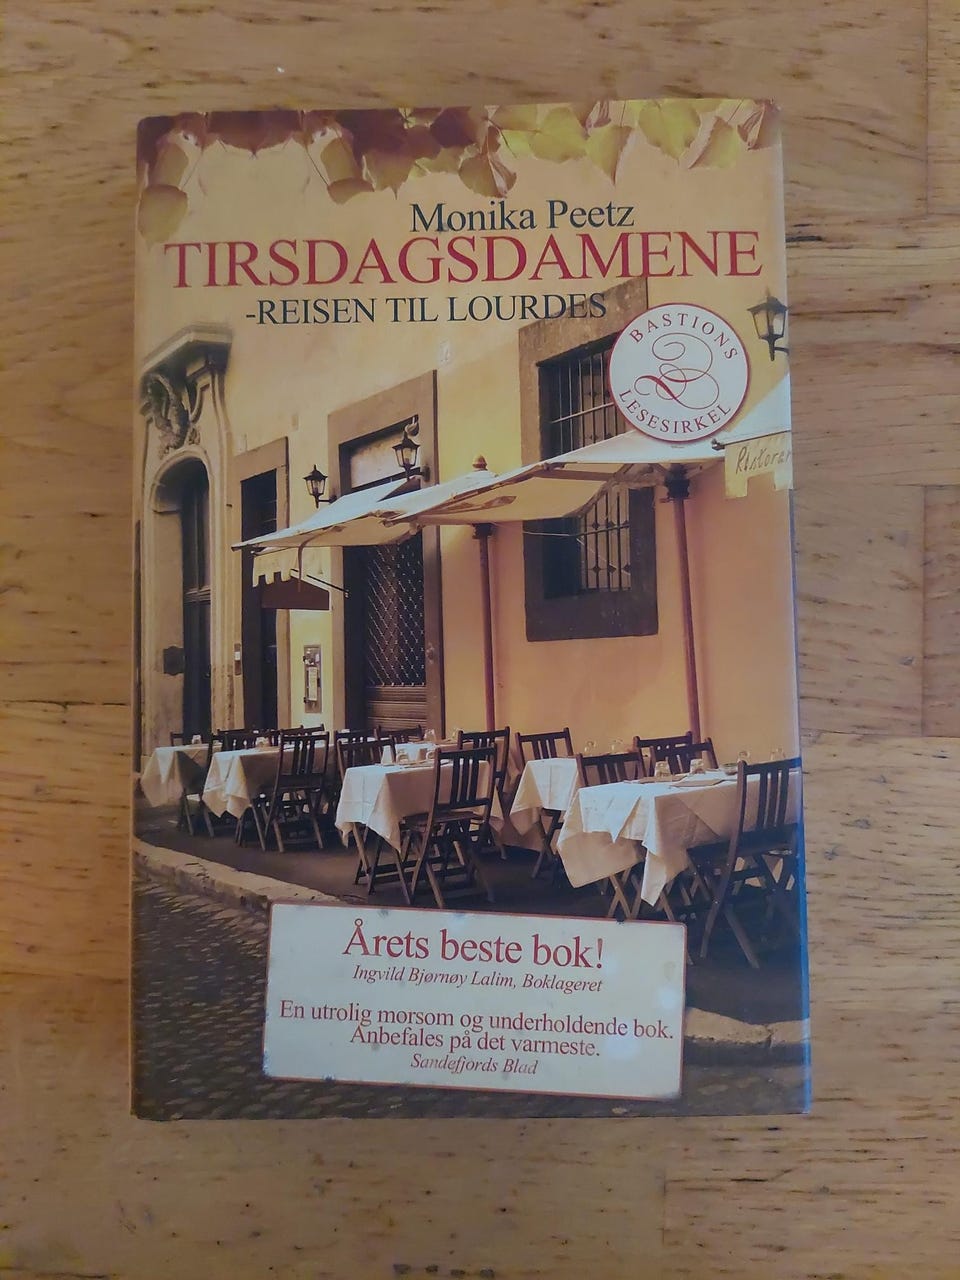 Monika Peetz
TIRSDAGSDAMENE
-REISEN TIL LOURDES
BASTIONS
LESESIRKEL
Årets beste bok!
Ingvild Bjørnøy Lalim, Boklageret
En utrolig morsom og underholdende bok.
Anbefales på det varmeste.
Sandefjords Blad